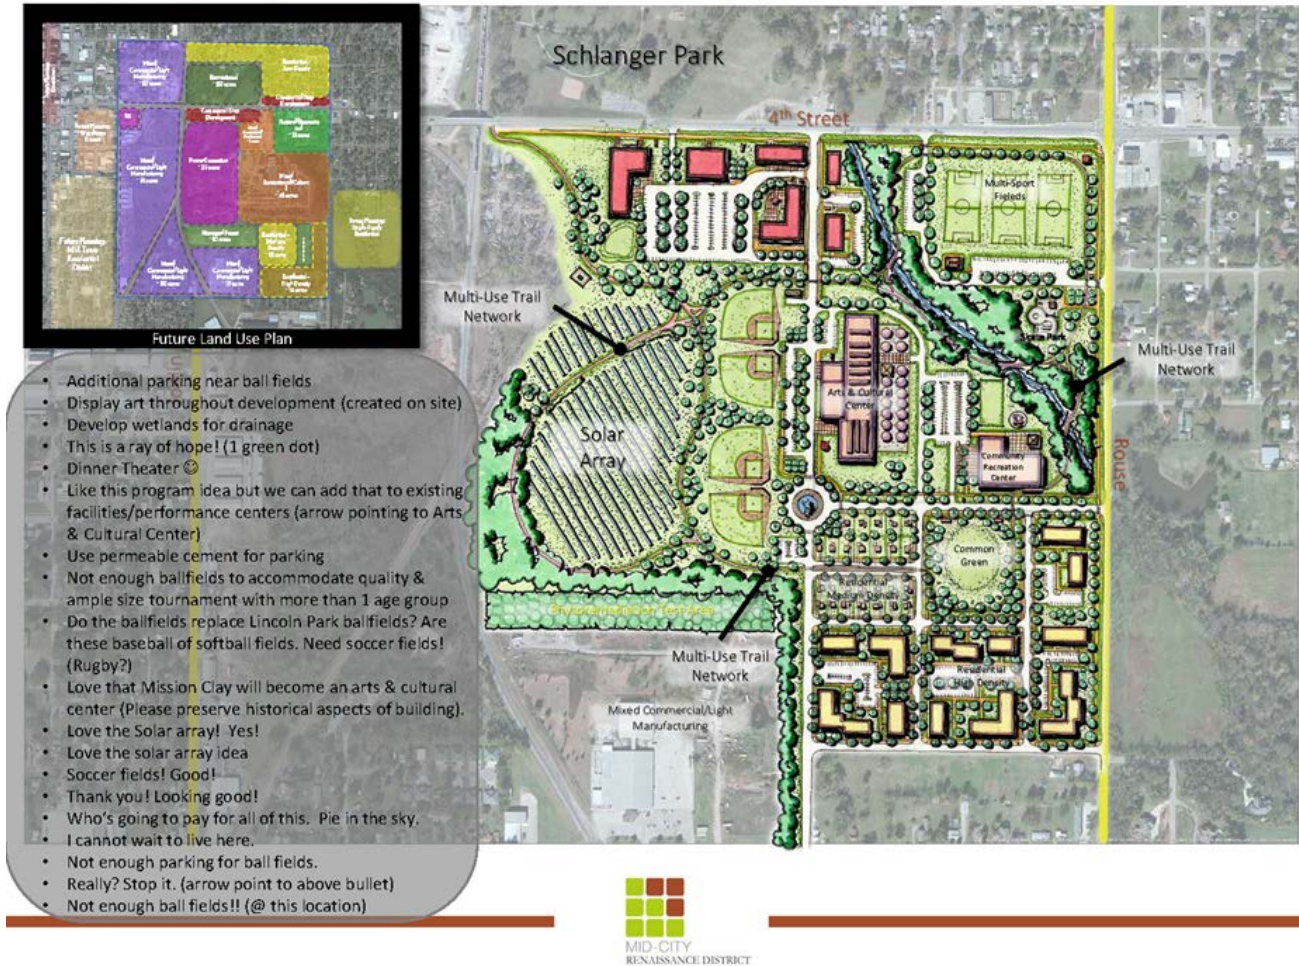 Schlanger Park
4th Street
Multi-Sport
Fieleds
Multi-Use Trail
Network
Future Land Use Plan
Skate Park
Multi-Use Trail
Network
Arts & Cultural
Center
Solar
Array
Rouse
Community
Recreation
Center
Common
Green
Residential
Medium Density
Phytoremediation Test Area
Multi-Use Trail
Network
Residential
High Density
Mixed Commercial/Light
Manufacturing
• Additional parking near ball fields
• Display art throughout development (created on site)
• Develop wetlands for drainage
• This is a ray of hope! (1 green dot)
• Dinner Theater ☺
• Like this program idea but we can add that to existing
facilities/performance centers (arrow pointing to Arts
& Cultural Center)
• Use permeable cement for parking
• Not enough ballfields to accommodate quality &
ample size tournament with more than 1 age group
• Do the ballfields replace Lincoln Park ballfields? Are
these baseball of softball fields. Need soccer fields!
(Rugby?)
• Love that Mission Clay will become an arts & cultural
center (Please preserve historical aspects of building).
• Love the Solar array!  Yes!
• Love the solar array idea
• Soccer fields! Good!
• Thank you! Looking good!
• Who's going to pay for all of this.  Pie in the sky.
• I cannot wait to live here.
• Not enough parking for ball fields.
• Really? Stop it. (arrow point to above bullet)
• Not enough ball fields!! (@ this location)
MID-CITY
RENAISSANCE DISTRICT